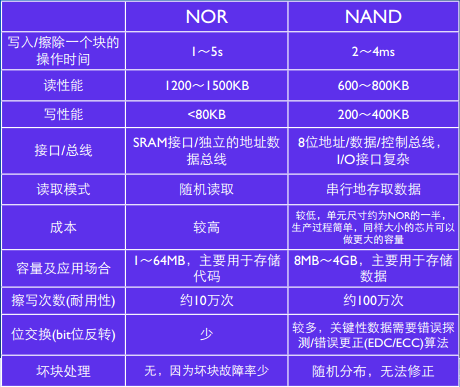 NOR NAND
写入/擦除一个块的
操作时间
1～5s
2～4ms
读性能
1200～1500KB
600～800KB
写性能
<80KB
200～400KB
接口/总线
SRAM接口/独立的地址数
据总线
8位地址/数据/控制总线，
I/O接口复杂
读取模式
随机读取
串行地存取数据
成本
较高
较低，单元尺寸约为NOR的一半，
生产过程简单，同样大小的芯片可以
做更大的容量
容量及应用场合
1～64MB，主要用于存储
代码
8MB～4GB，主要用于存储
数据
擦写次数(耐用性)
约10万次
约100万次
位交换(bit位反转)
少
较多，关键性数据需要错误探
测/错误更正(EDC/ECC)算法
坏块处理
无，因为坏块故障率少
随机分布，无法修正